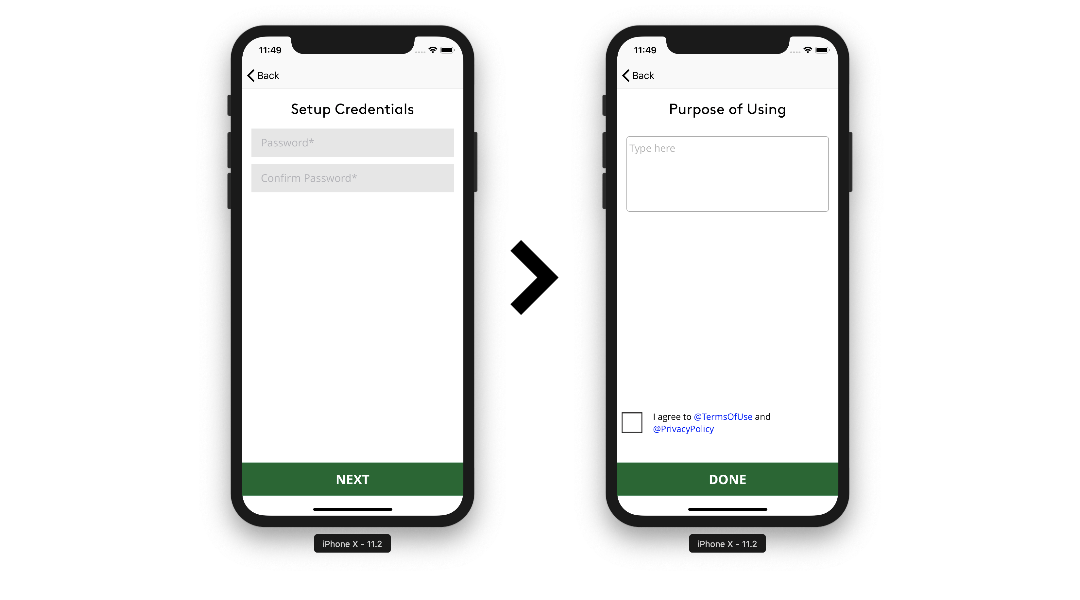 11:49
Back
Setup Credentials
Password*
Confirm Password*
NEXT
iPhone X - 11.2
11:49
Back
Purpose of Using
Type here
I agree to @TermsOfUse and
@PrivacyPolicy
DONE
iPhone X - 11.2